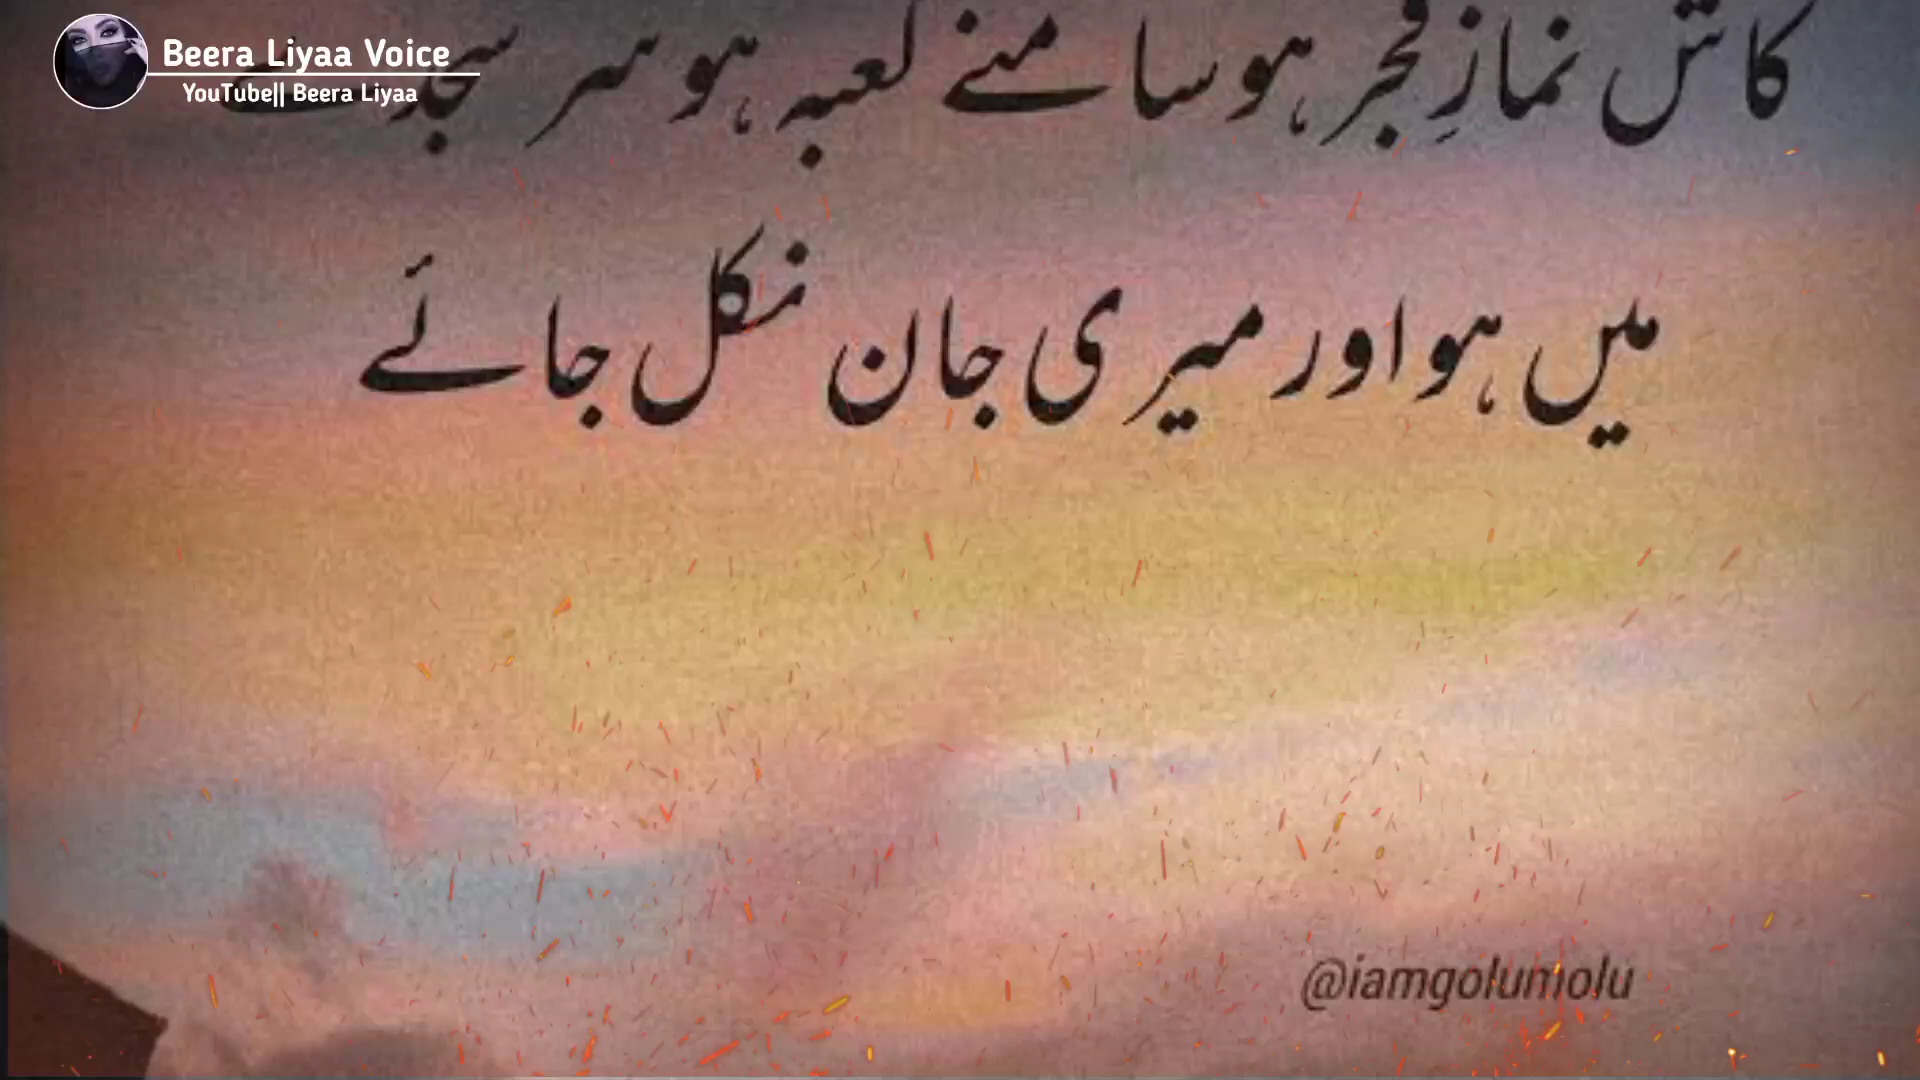 Beera Liyaa Voice
YouTube|| Beera Liyaa
کاش نمازِ فجر ہو سامنے کعبہ ہو سر سجدے
میں ہو اور میری جان نکل جائے
@iamgolumolu